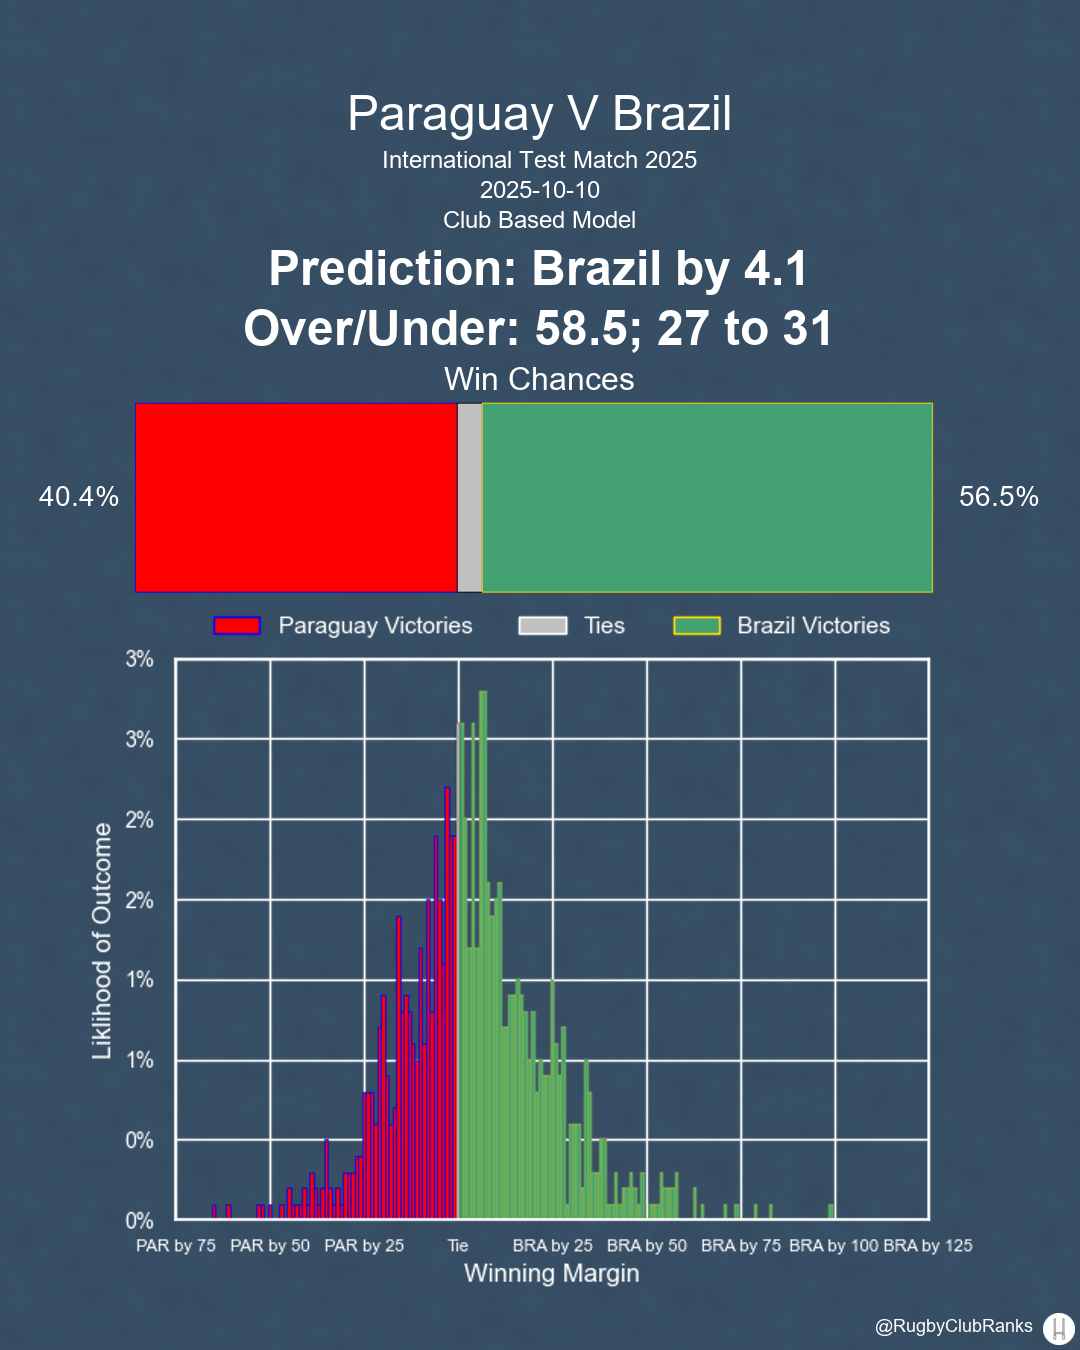 Paraguay V Brazil
International Test Match 2025
2025-10-10
Club Based Model
Prediction: Brazil by 4.1
Over/Under: 58.5; 27 to 31
Win Chances
40.4%
56.5%
Paraguay Victories
Ties
Brazil Victories
3%
3%
2%
2%
1%
1%
0%
0%
Liklihood of Outcome
PAR by 75
PAR by 50
PAR by 25
Tie
BRA by 25
BRA by 50
BRA by 75
BRA by 100
BRA by 125
Winning Margin
@RugbyClubRanks